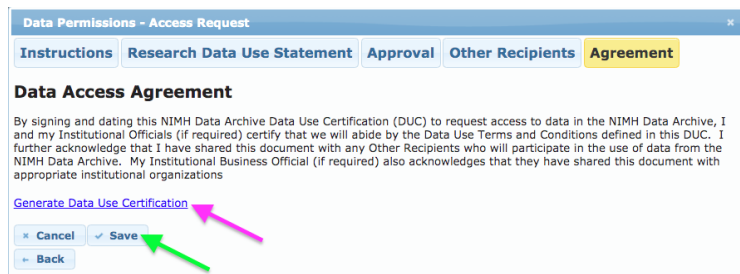 Data Permissions - Access Request ×
Instructions Research Data Use Statement Approval Other Recipients Agreement
Data Access Agreement
By signing and dating this NIMH Data Archive Data Use Certification (DUC) to request access to data in the NIMH Data Archive, I
and my Institutional Officials (if required) certify that we will abide by the Data Use Terms and Conditions defined in this DUC. I
further acknowledge that I have shared this document with any Other Recipients who will participate in the use of data from the
NIMH Data Archive. My Institutional Business Official (if required) also acknowledges that they have shared this document with
appropriate institutional organizations
Generate Data Use Certification
× Cancel ✓ Save
← Back